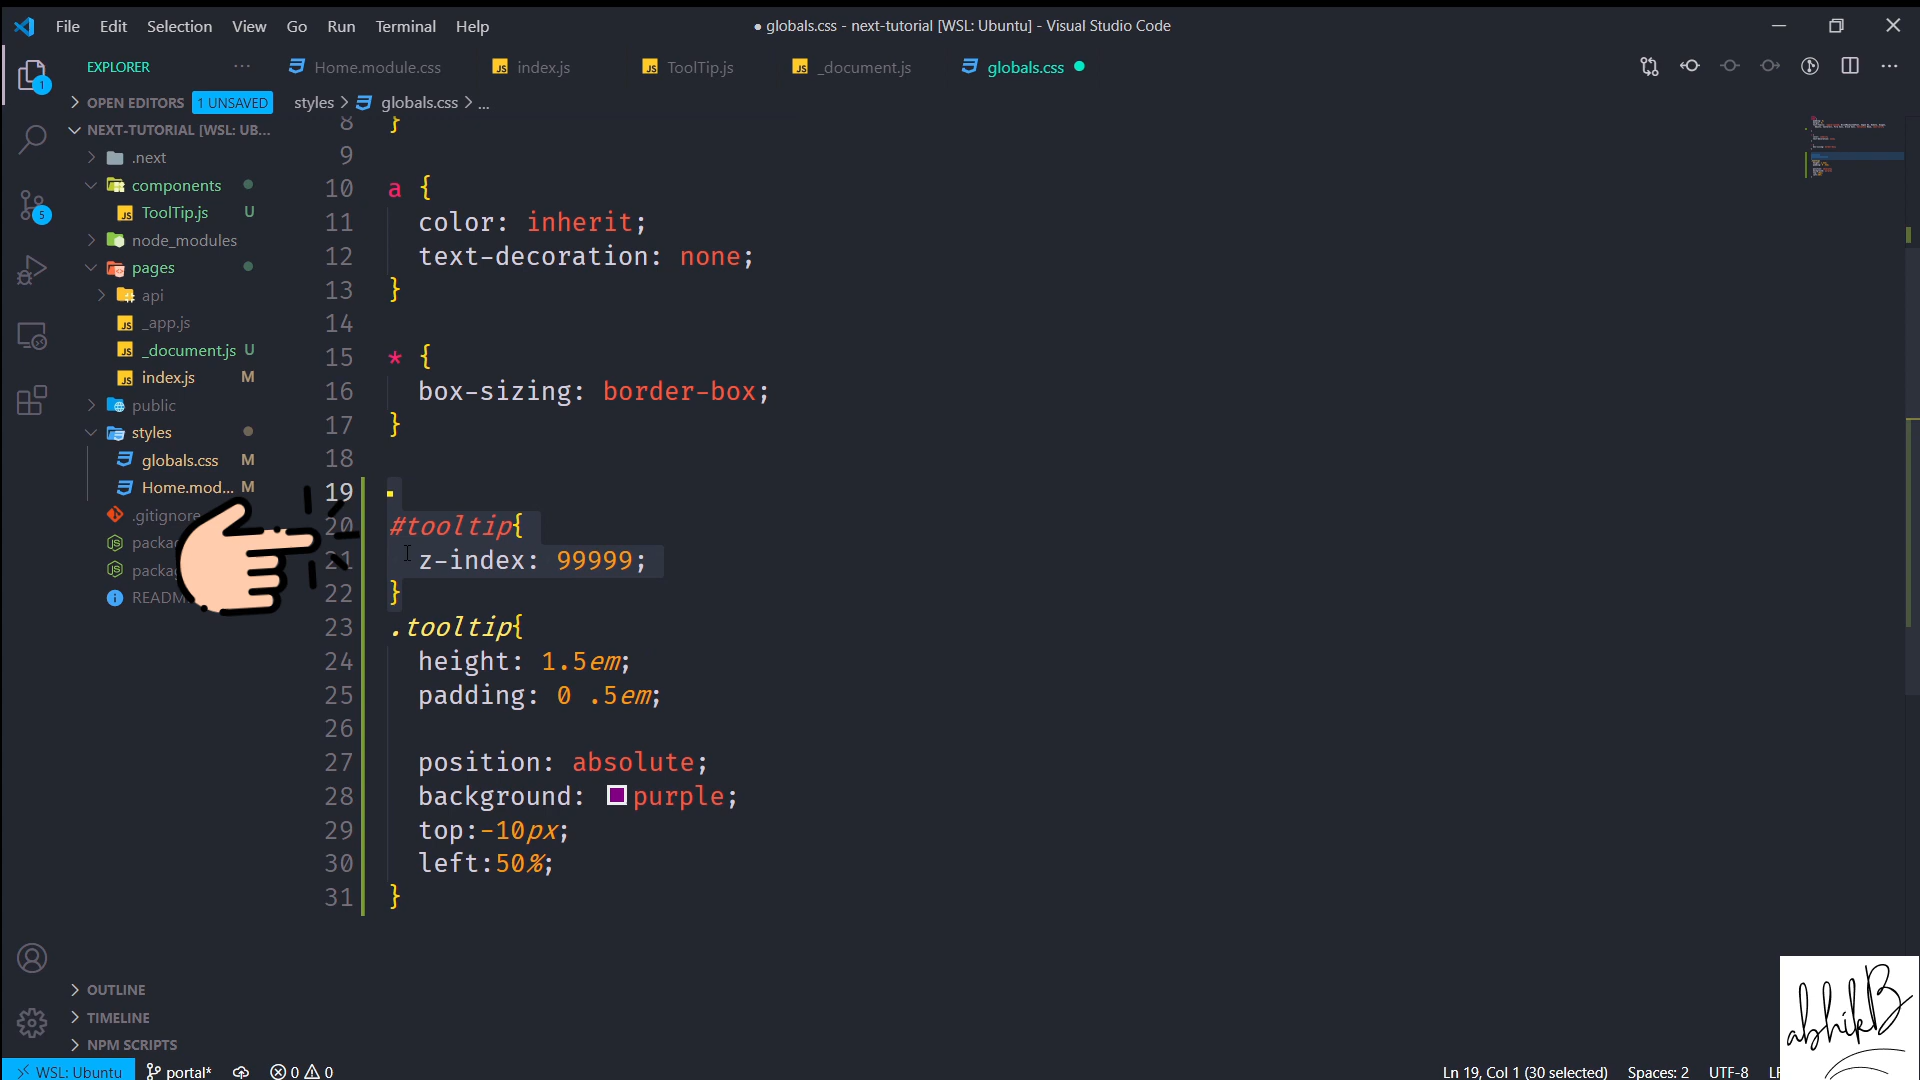 File Edit Selection View Go Run Terminal Help
● globals.css - next-tutorial [WSL: Ubuntu] - Visual Studio Code
EXPLORER ...
Home.module.css
index.js
ToolTip.js
_document.js
globals.css
OPEN EDITORS 1 UNSAVED
styles > globals.css > ...
NEXT-TUTORIAL [WSL: UB...
.next
components
ToolTip.js U
node_modules
pages
api
_app.js
_document.js U
index.js M
public
styles
globals.css M
Home.mod... M
.gitignore
1
5
8 }
9
10 a {
11 color: inherit;
12 text-decoration: none;
13 }
14
15 * {
16 box-sizing: border-box;
17 }
18
19
20 #tooltip{
21 z-index: 99999;
22 }
23 .tooltip{
24 height: 1.5em;
25 padding: 0 .5em;
26
27 position: absolute;
28 background: purple;
29 top:-10px;
30 left:50%;
31 }
OUTLINE
TIMELINE
NPM SCRIPTS
abhikB
WSL: Ubuntu portal* 0 0
Ln 19, Col 1 (30 selected) Spaces: 2 UTF-8